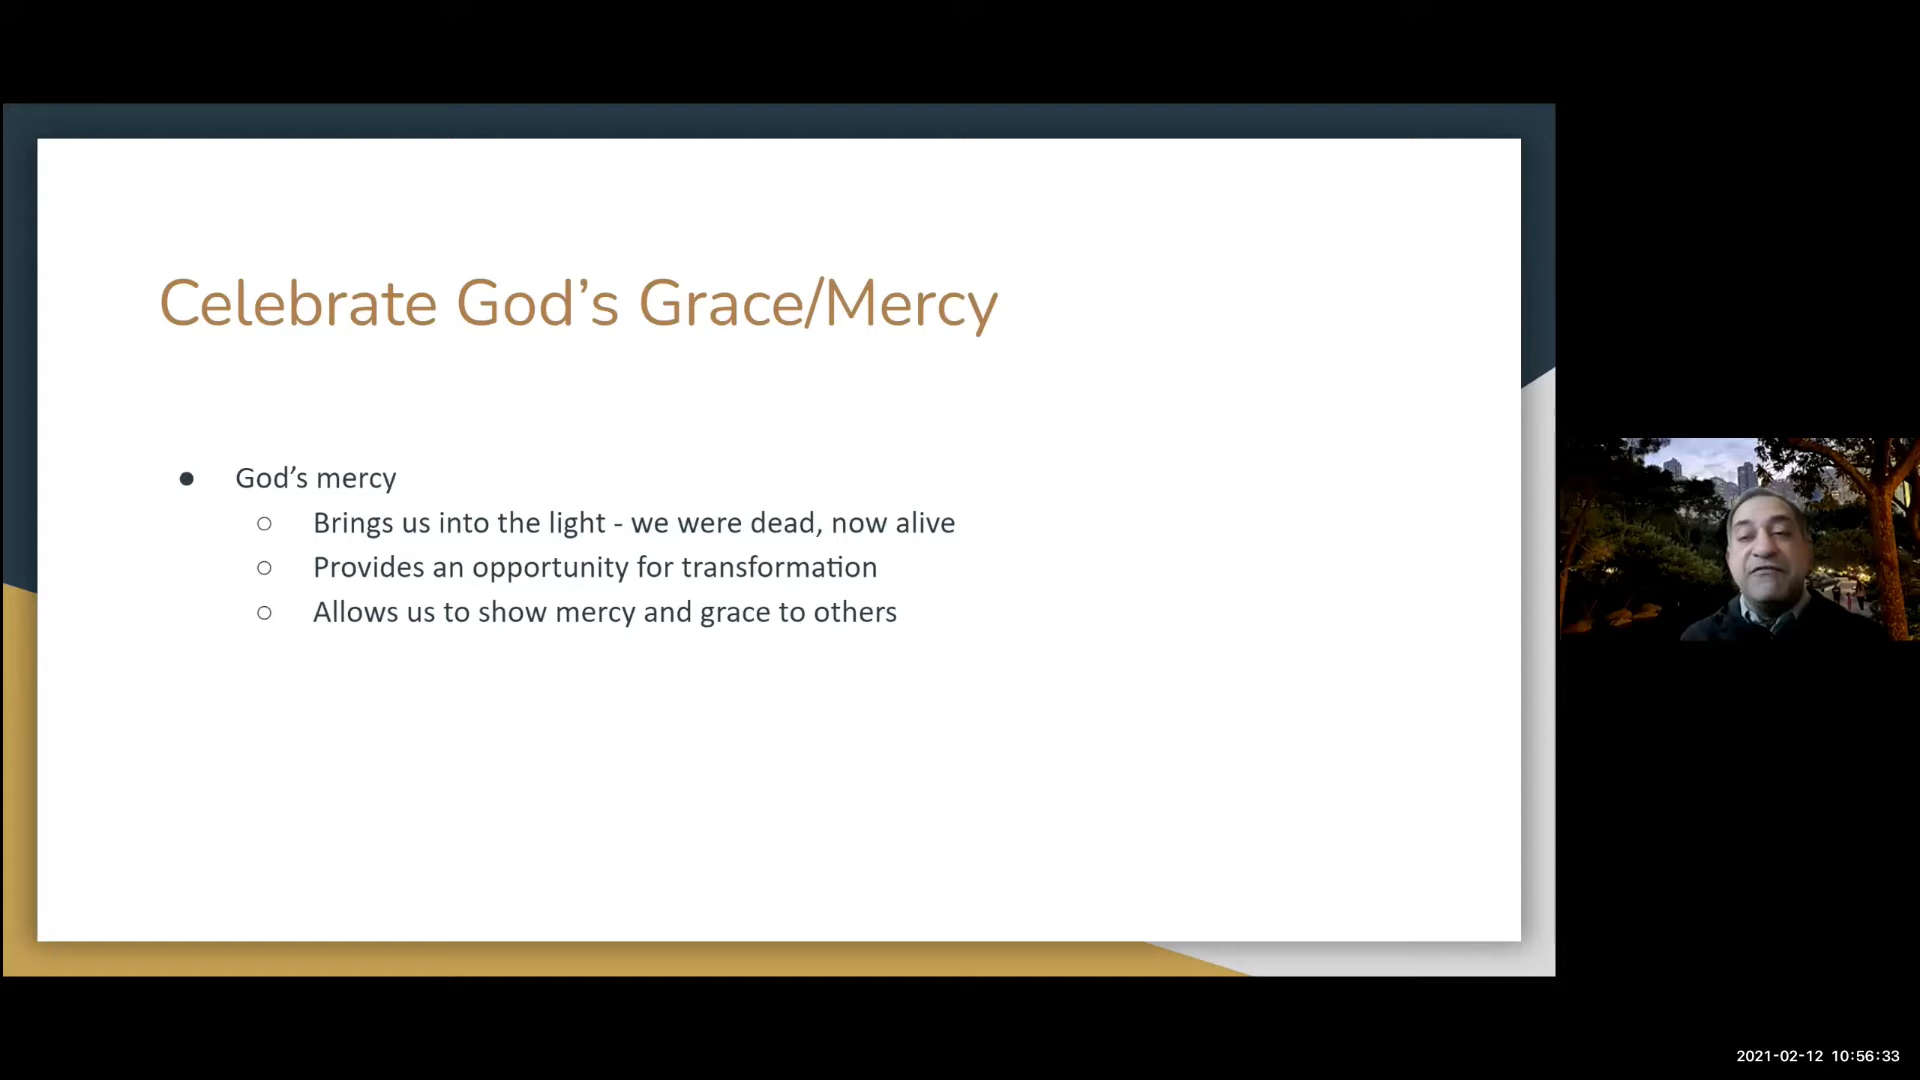 Celebrate God’s Grace/Mercy
● God’s mercy
○ Brings us into the light - we were dead, now alive
○ Provides an opportunity for transformation
○ Allows us to show mercy and grace to others
2021-02-12 10:56:33